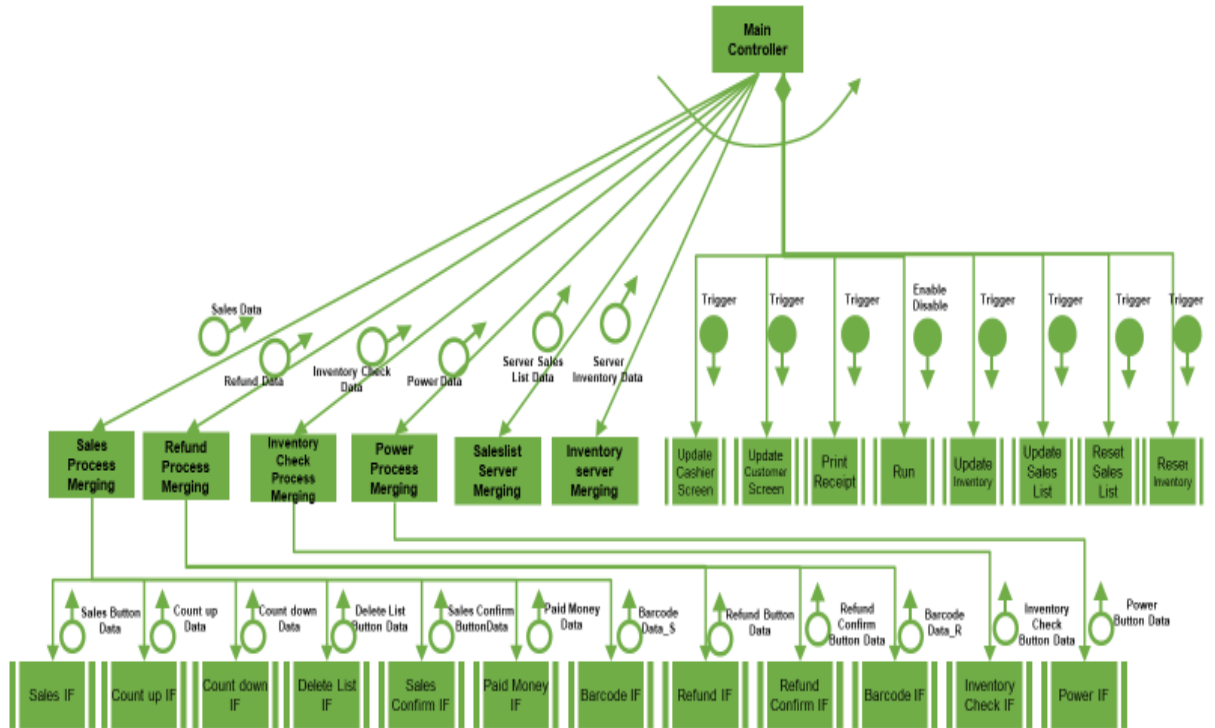 Main
Controller
Sales Data
Refund Data
Inventory Check
Data
Power Data
Server Sales
List Data
Server
Inventory Data
Trigger
Trigger
Trigger
Enable
Disable
Trigger
Trigger
Trigger
Trigger
Sales
Process
Merging
Refund
Process
Merging
Inventory
Check
Process
Merging
Power
Process
Merging
Saleslist
Server
Merging
Inventory
server
Merging
Update
Cashier
Screen
Update
Customer
Screen
Print
Receipt
Run
Update
Inventory
Update
Sales
List
Reset
Sales
List
Reset
Inventory
Sales Button
Data
Count up
Data
Count down
Data
Delete List
Button Data
Sales Confirm
ButtonData
Paid Money
Data
Barcode
Data_S
Refund Button
Data
Refund
Confirm
Button Data
Barcode
Data_R
Inventory
Check
Button Data
Power
Button Data
Sales IF
Count up IF
Count down
IF
Delete List
IF
Sales
Confirm IF
Paid Money
IF
Barcode IF
Refund IF
Refund
Confirm IF
Barcode IF
Inventory
Check IF
Power IF